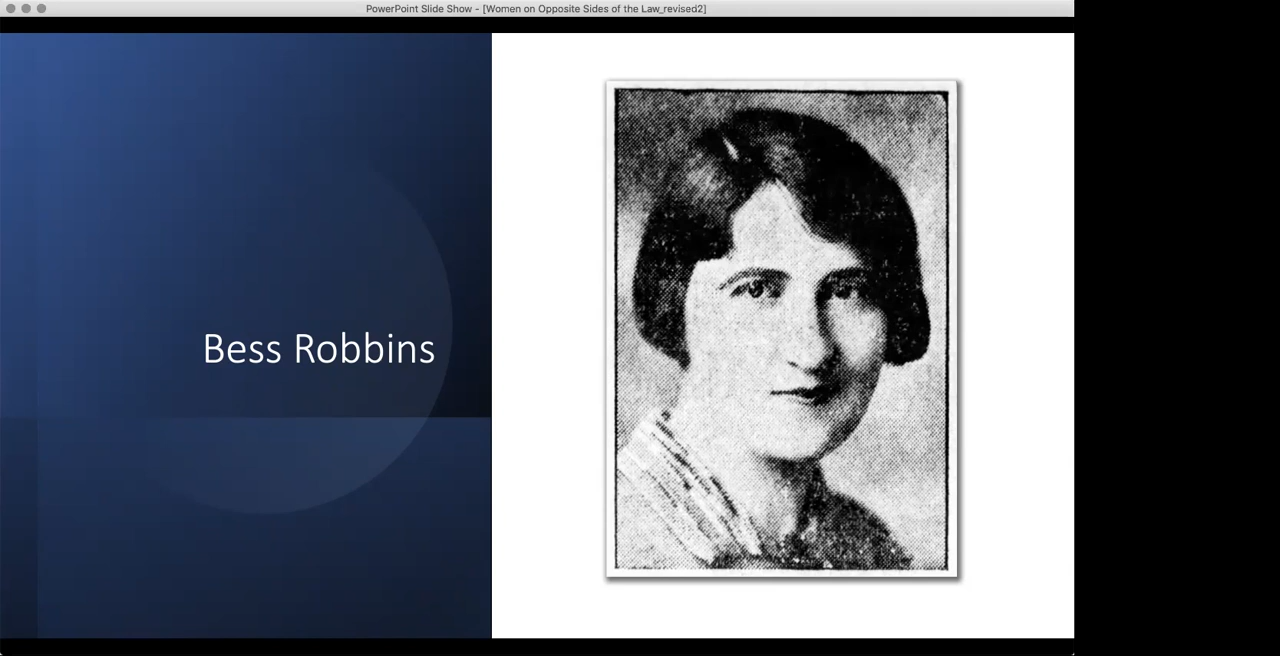 PowerPoint Slide Show - [Women on Opposite Sides of the Law_revised2]
Bess Robbins